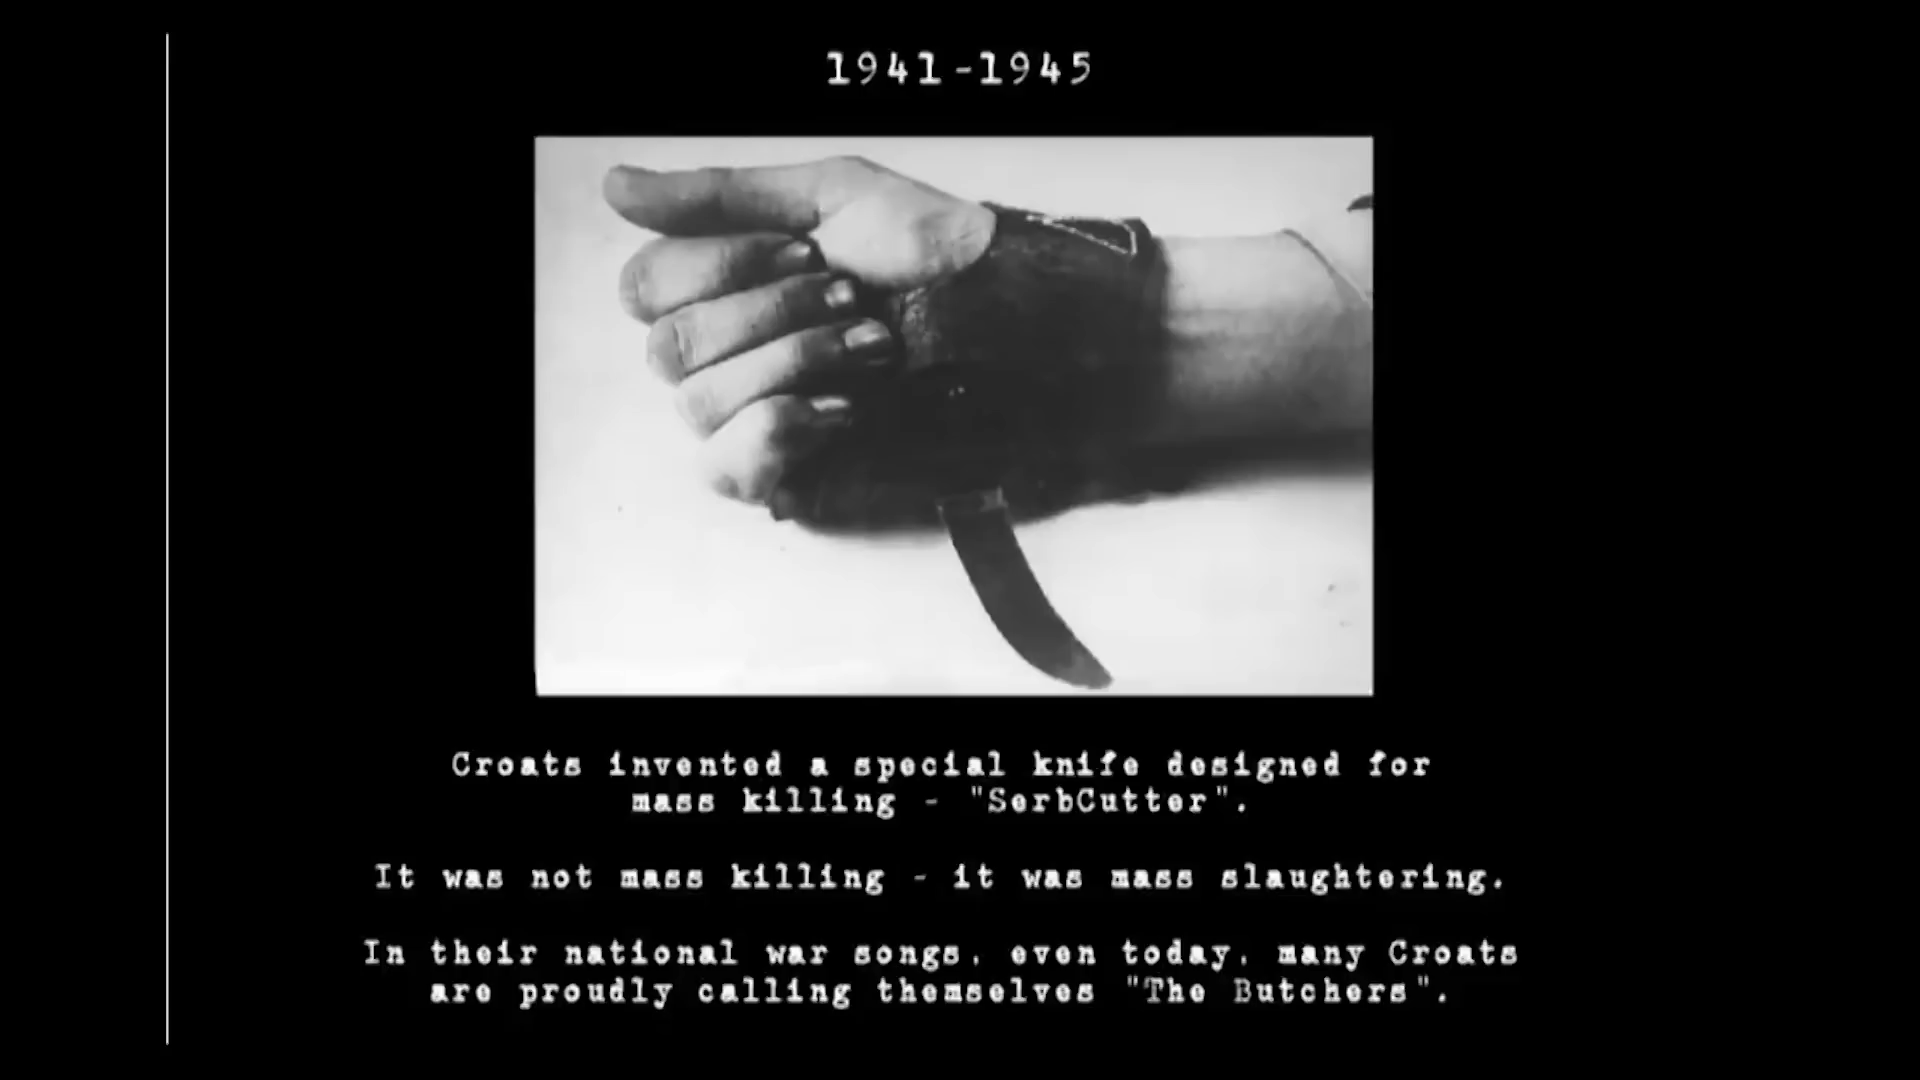 1941-1945
Croats invented a special knife designed for
mass killing - "SerbCutter".
It was not mass killing - it was mass slaughtering.
In their national war songs, even today, many Croats
are proudly calling themselves "The Butchers".